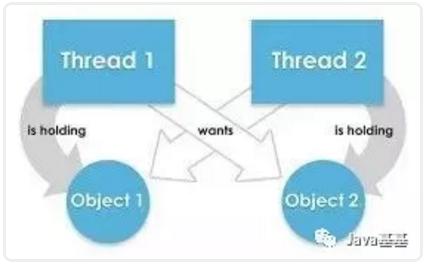 Thread 1
Thread 2
is holding
wants
is holding
Object 1
Object 2
Java基基